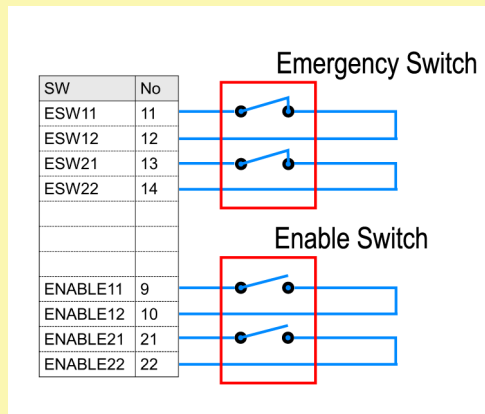 Emergency Switch
SW No
ESW11 11
ESW12 12
ESW21 13
ESW22 14
Enable Switch
ENABLE11 9
ENABLE12 10
ENABLE21 21
ENABLE22 22